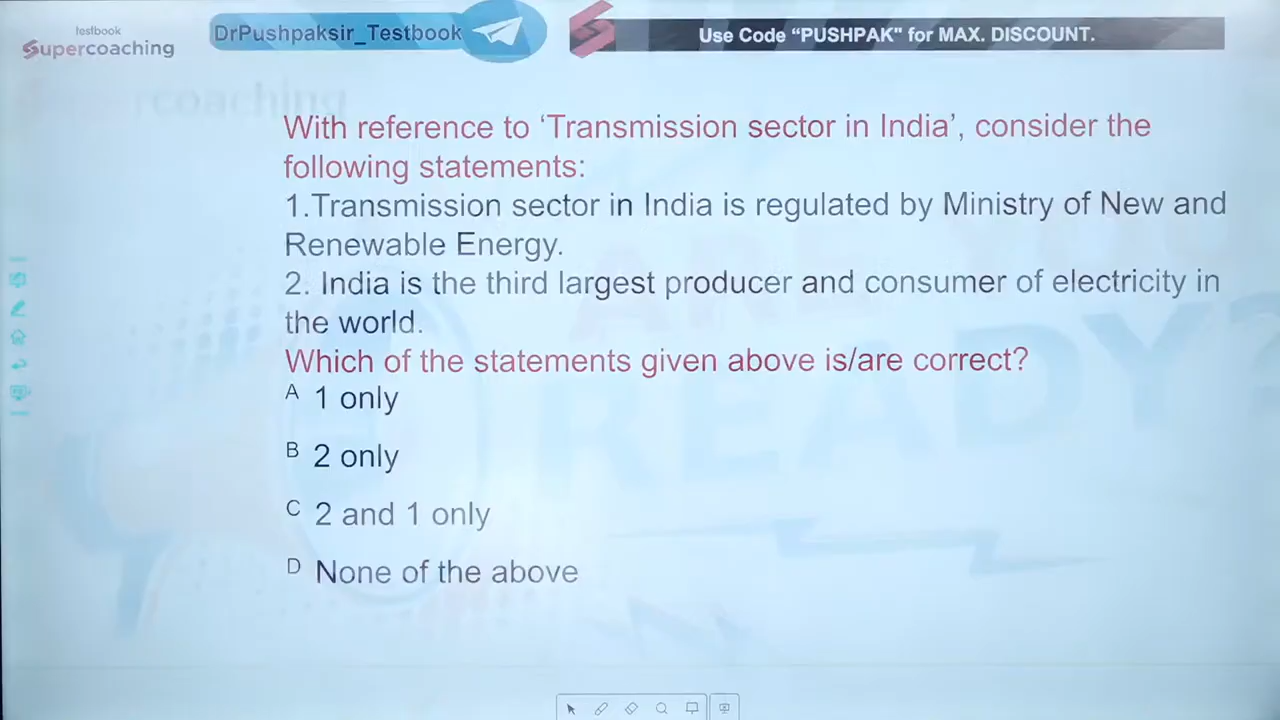 testbook
Supercoaching
DrPushpaksir_Testbook
Use Code “PUSHPAK" for MAX. DISCOUNT.
With reference to ‘Transmission sector in India’, consider the
following statements:
1.Transmission sector in India is regulated by Ministry of New and
Renewable Energy.
2. India is the third largest producer and consumer of electricity in
the world.
Which of the statements given above is/are correct?
A 1 only
B 2 only
C 2 and 1 only
D None of the above
ARE YOU
READY?